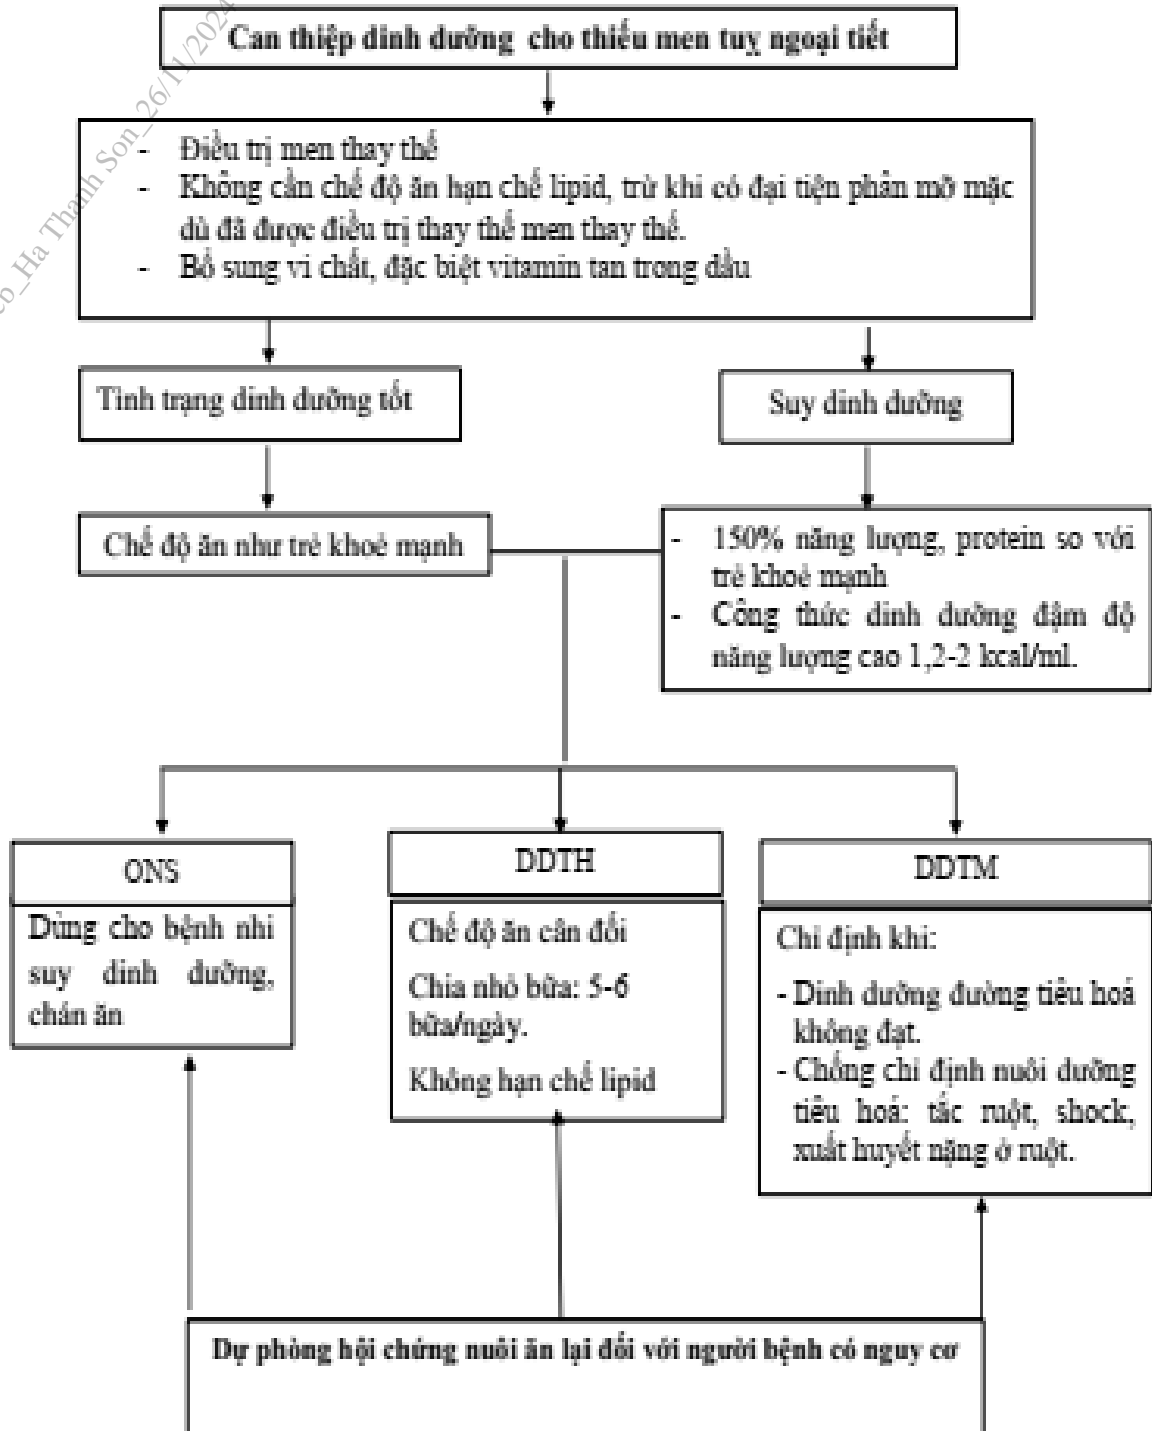 Can thiệp dinh dưỡng cho thiếu men tuỵ ngoại tiết
- Điều trị men thay thế
- Không cần chế độ ăn hạn chế lipid, trừ khi có đại tiện phân mỡ mặc
dù đã được điều trị thay thế men thay thế.
- Bổ sung vi chất, đặc biệt vitamin tan trong dầu
Tình trạng dinh dưỡng tốt
Suy dinh dưỡng
Chế độ ăn như trẻ khoẻ mạnh
- 150% năng lượng, protein so với
trẻ khoẻ mạnh
- Công thức dinh dưỡng đậm độ
năng lượng cao 1,2-2 kcal/ml.
ONS
Dùng cho bệnh nhi
suy dinh dưỡng,
chán ăn
DDTH
Chế độ ăn cân đối
Chia nhỏ bữa: 5-6
bữa/ngày.
Không hạn chế lipid
DDTM
Chỉ định khi:
- Dinh dưỡng đường tiêu hoá
không đạt.
- Chống chỉ định nuôi dưỡng
tiêu hoá: tắc ruột, shock,
xuất huyết nặng ở ruột.
Dự phòng hội chứng nuôi ăn lại đối với người bệnh có nguy cơ
_Ha Thanh Son_26/11/2024